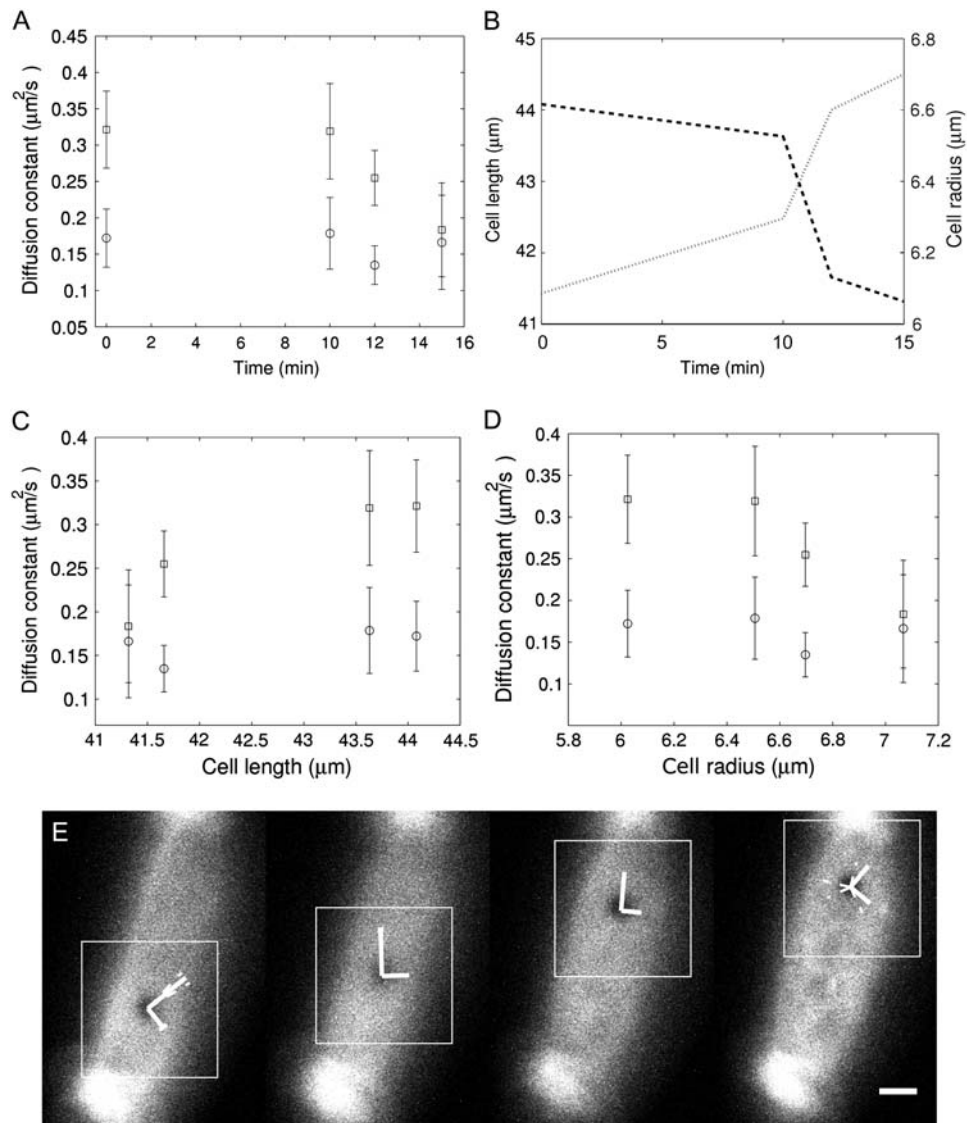 A
Diffusion constant (μm²/s)
0.45
0.4
0.35
0.3
0.25
0.2
0.15
0.1
0.05
0 2 4 6 8 10 12 14 16
Time (min)
B
Cell length (μm)
45
44
43
42
41
0 5 10 15
Time (min)
6.8
6.6
6.4
6.2
6
Cell radius (μm)
C
Diffusion constant (μm²/s)
0.4
0.35
0.3
0.25
0.2
0.15
0.1
41 41.5 42 42.5 43 43.5 44 44.5
Cell length (μm)
D
Diffusion constant (μm²/s)
0.4
0.35
0.3
0.25
0.2
0.15
0.1
5.8 6 6.2 6.4 6.6 6.8 7 7.2
Cell radius (μm)
E